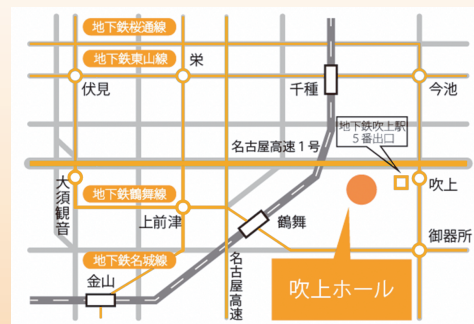 地下鉄桜通線
地下鉄東山線
栄
伏見
千種
今池
地下鉄吹上駅
5番出口
名古屋高速1号
大須観音
地下鉄鶴舞線
吹上
上前津
鶴舞
御器所
地下鉄名城線
金山
名古屋高速
吹上ホール